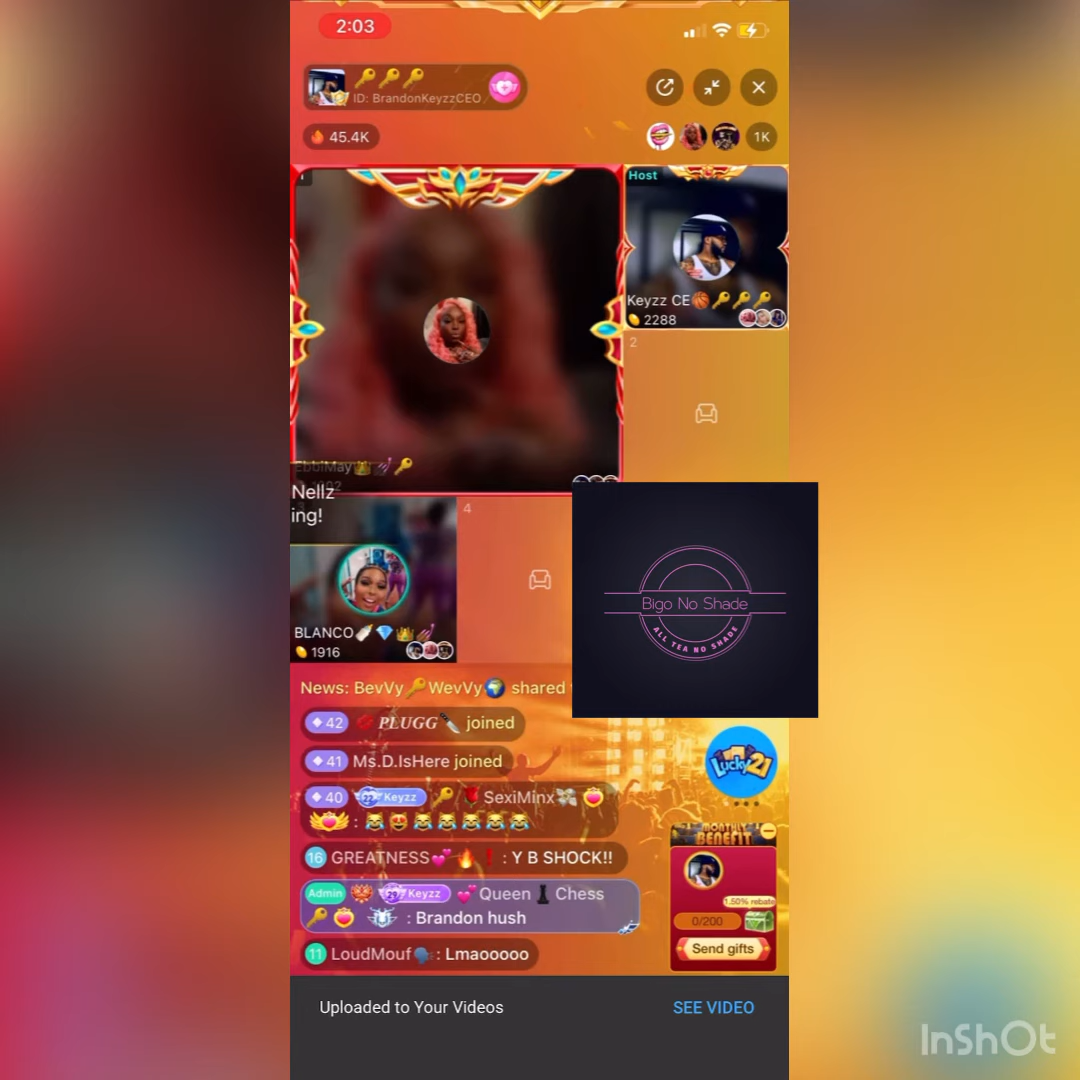 2:03
🔑🔑🔑
ID: BrandonKeyzzCEO
45.4K
1K
Host
Keyzz CE🏀🔑🔑🔑
2288
2
EbbiMay👑💅🏿🔑
Nellz
ing!
4
BLANCO🍼💎👑💅🏿
1916
Bigo No Shade
ALL TEA NO SHADE
News: BevVy🔑WevVy🌍 shared
42 💋PLUGG🔪 joined
41 Ms.D.IsHere joined
40 Keyzz 🔑🌹SexiMinx💸
: 😹😍😹😹😹😹😹
16 GREATNESS💕🔥❗: Y B SHOCK!!
Admin Keyzz 💕Queen♟Chess
🔑 : Brandon hush
11 LoudMouf🗣: Lmaooooo
Lucky21
MONTHLY
BENEFIT
1.50% rebate
0/200
Send gifts
Uploaded to Your Videos
SEE VIDEO
InShOt